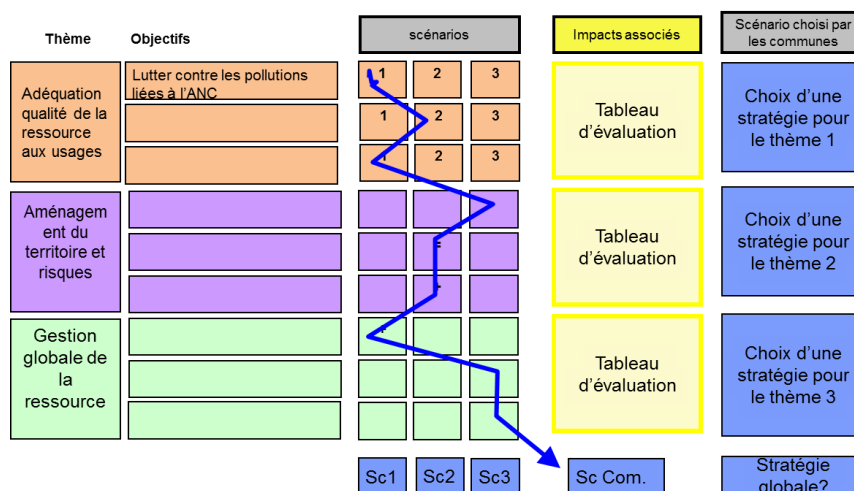 Thème
Objectifs
scénarios
Impacts associés
Scénario choisi par
les communes
Adéquation
qualité de la
ressource
aux usages
Lutter contre les pollutions
liées à l'ANC
1 2 3
1 2 3
1 2 3
Tableau
d'évaluation
Choix d'une
stratégie pour
le thème 1
Aménagem
ent du
territoire et
risques
=
+
Tableau
d'évaluation
Choix d'une
stratégie pour
le thème 2
Gestion
globale de
la
ressource
Tableau
d'évaluation
Choix d'une
stratégie pour
le thème 3
Sc1
Sc2
Sc3
Sc Com.
Stratégie
globale?